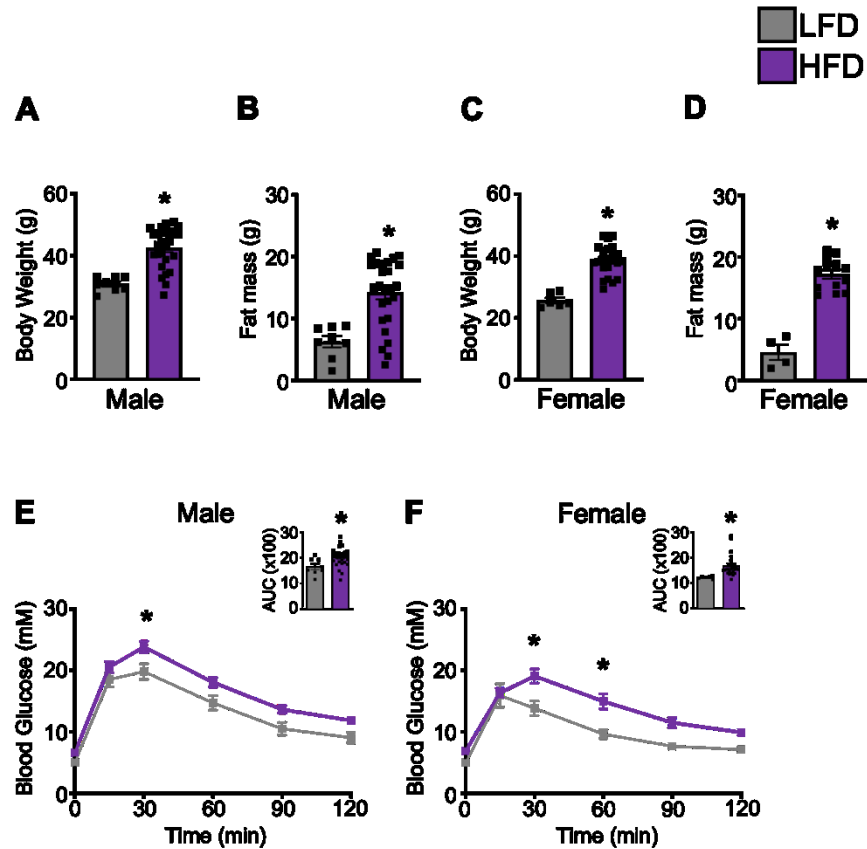 LFD
HFD
A
B
C
D
*
*
*
*
Body Weight (g)
60
40
20
0
Male
Fat mass (g)
30
20
10
0
Male
Body Weight (g)
60
40
20
0
Female
Fat mass (g)
30
20
10
0
Female
E
Male
*
AUC (x100)
30
20
10
0
Blood Glucose (mM)
30
20
10
0
*
0
30
60
90
120
Time (min)
F
Female
*
AUC (x100)
30
20
10
0
Blood Glucose (mM)
30
20
10
0
*
*
0
30
60
90
120
Time (min)